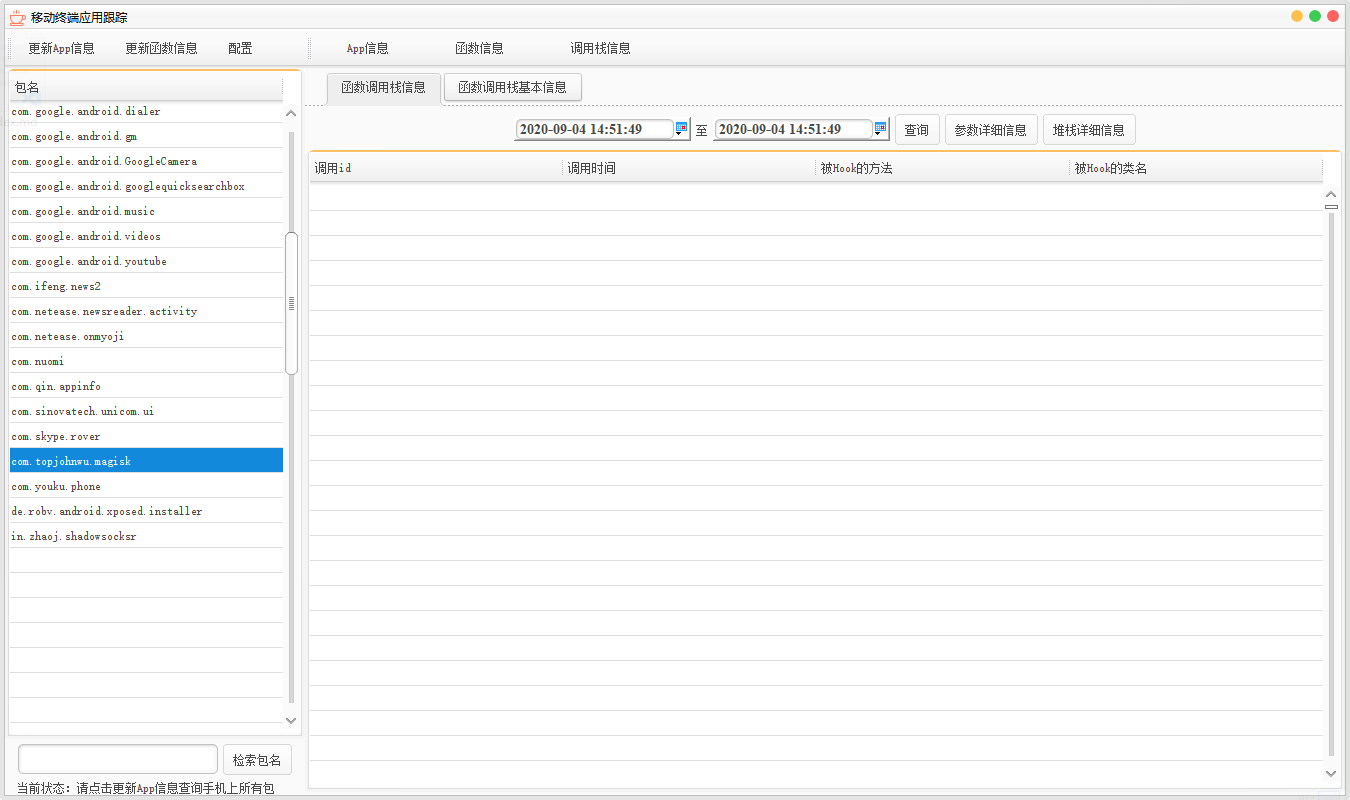 移动终端应用跟踪
更新App信息 更新函数信息 配置 App信息 函数信息 调用栈信息
包名
com.google.android.dialer
com.google.android.gm
com.google.android.GoogleCamera
com.google.android.googlequicksearchbox
com.google.android.music
com.google.android.videos
com.google.android.youtube
com.ifeng.news2
com.netease.newsreader.activity
com.netease.onmyoji
com.nuomi
com.qin.appinfo
com.sinovatech.unicom.ui
com.skype.rover
com.topjohnwu.magisk
com.youku.phone
de.robv.android.xposed.installer
in.zhaoj.shadowsocksr
检索包名
当前状态: 请点击更新App信息查询手机上所有包
函数调用栈信息 函数调用栈基本信息
2020-09-04 14:51:49 至 2020-09-04 14:51:49 查询 参数详细信息 堆栈详细信息
调用id 调用时间 被Hook的方法 被Hook的类名